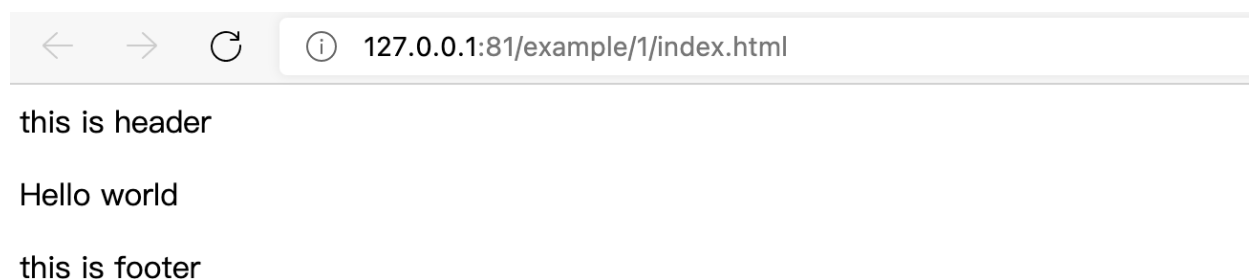 127.0.0.1:81/example/1/index.html
this is header
Hello world
this is footer